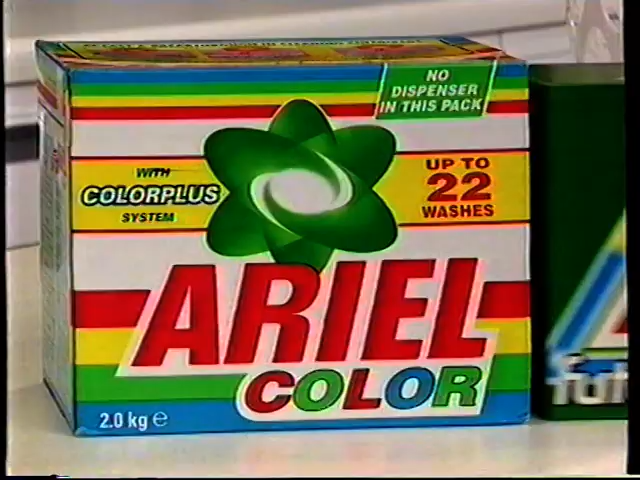 NO
DISPENSER
IN THIS PACK
WITH
COLORPLUS
SYSTEM
UP TO
22
WASHES
ARIEL
COLOR
2.0 kg ℮